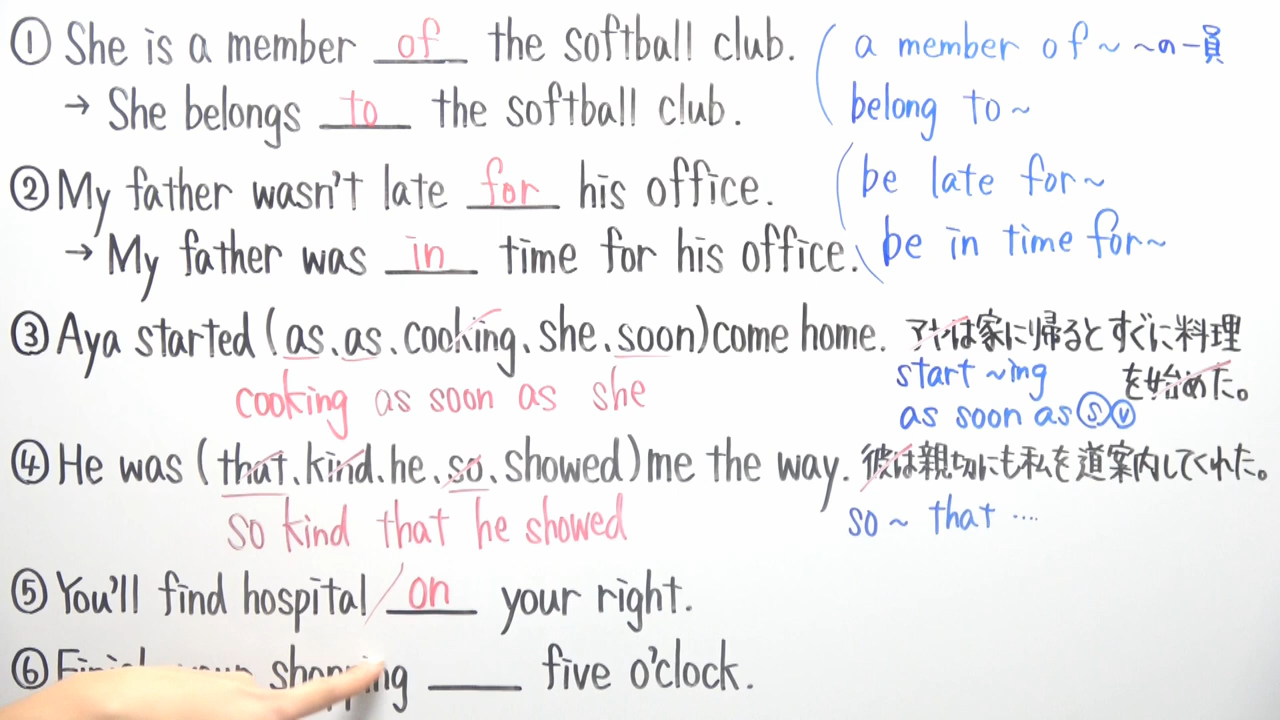 ① She is a member of the softball club. a member of ~ ~の一員
→ She belongs to the softball club. belong to ~
② My father wasn't late for his office. be late for ~
→ My father was in time for his office. be in time for ~
③ Aya started (as、as、cooking、she、soon) come home. アヤは家に帰るとすぐに料理
を始めた。
start ~ing
cooking as soon as she as soon as Ⓢ Ⓥ
④ He was (that、kind、he、so、showed) me the way. 彼は親切にも私を道案内してくれた。
so kind that he showed so ~ that ····
⑤ You'll find hospital / on your right.
⑥ shopping ____ five o'clock.